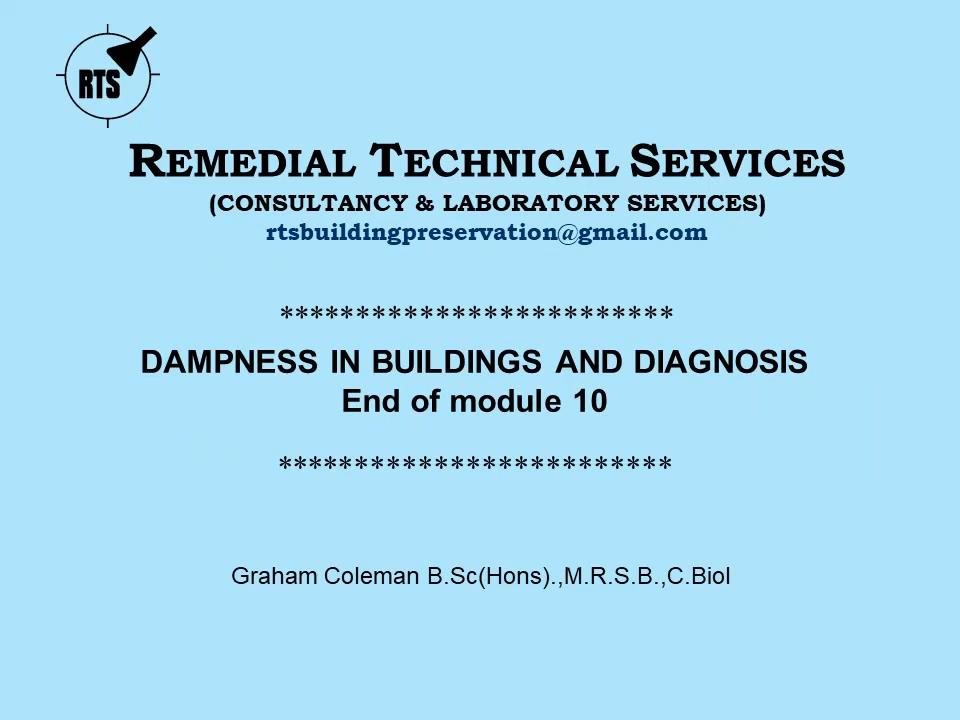 RTS
REMEDIAL TECHNICAL SERVICES
(CONSULTANCY & LABORATORY SERVICES)
rtsbuildingpreservation@gmail.com
*************************
DAMPNESS IN BUILDINGS AND DIAGNOSIS
End of module 10
*************************
Graham Coleman B.Sc(Hons).,M.R.S.B.,C.Biol